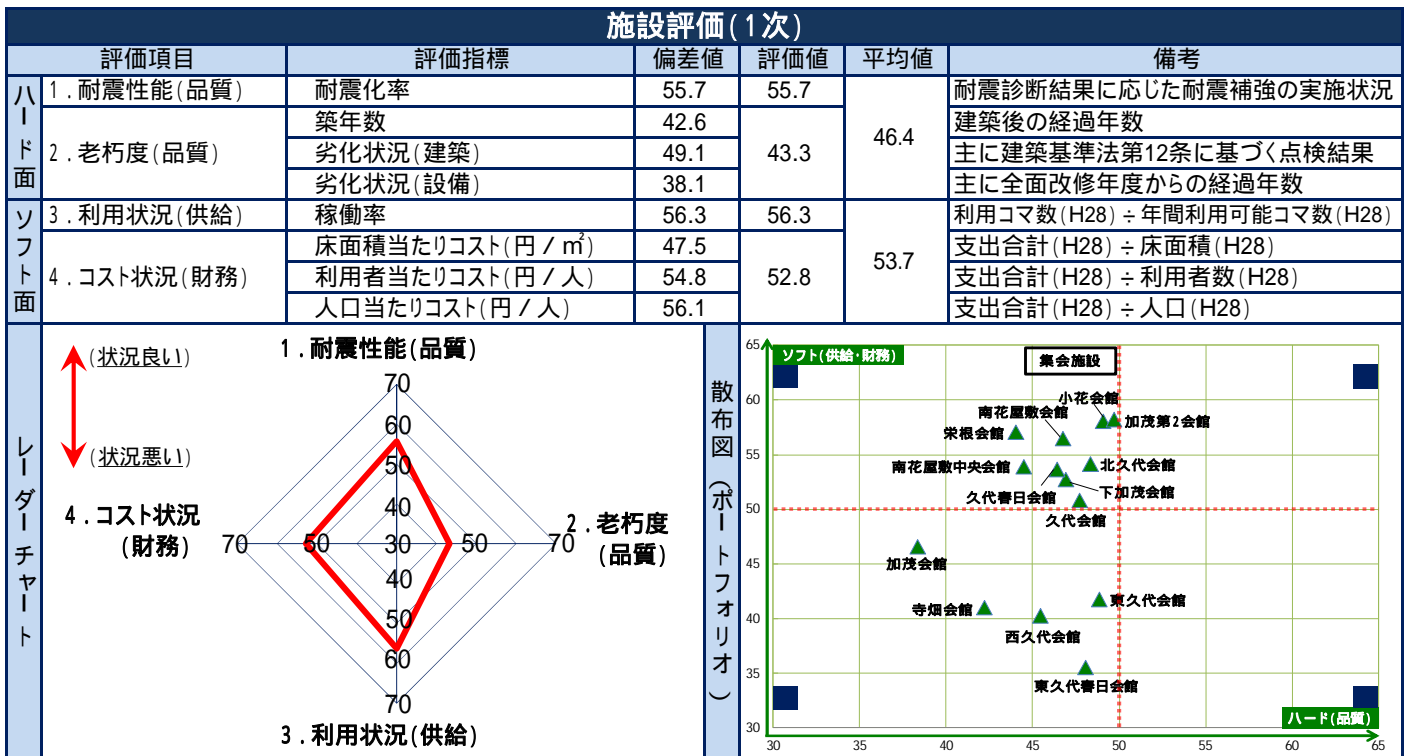 施設評価(1次)
評価項目 評価指標 偏差値 評価値 平均値 備考
ハード面
1.耐震性能(品質) 耐震化率 55.7 55.7 46.4 耐震診断結果に応じた耐震補強の実施状況
2.老朽度(品質) 築年数 42.6 43.3 建築後の経過年数
劣化状況(建築) 49.1 主に建築基準法第12条に基づく点検結果
劣化状況(設備) 38.1 主に全面改修年度からの経過年数
ソフト面
3.利用状況(供給) 稼働率 56.3 56.3 53.7 利用コマ数(H28)÷年間利用可能コマ数(H28)
4.コスト状況(財務) 床面積当たりコスト(円/㎡) 47.5 52.8 支出合計(H28)÷床面積(H28)
利用者当たりコスト(円/人) 54.8 支出合計(H28)÷利用者数(H28)
人口当たりコスト(円/人) 56.1 支出合計(H28)÷人口(H28)
レーダーチャート
(状況良い)
(状況悪い)
1.耐震性能(品質)
70
60
50
40
4.コスト状況
(財務)
70 50 30 50 70
2.老朽度
(品質)
40
50
60
70
3.利用状況(供給)
散布図(ポートフォリオ)
65
ソフト(供給・財務)
集会施設
60
小花会館
南花屋敷会館
加茂第2会館
栄根会館
55
南花屋敷中央会館
北久代会館
久代春日会館
下加茂会館
50
久代会館
45
加茂会館
40
寺畑会館
東久代会館
西久代会館
35
東久代春日会館
30
ハード(品質)
30 35 40 45 50 55 60 65